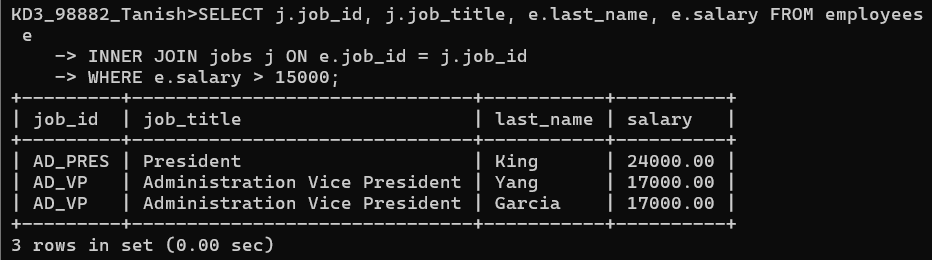 KD3_98882_Tanish>SELECT j.job_id, j.job_title, e.last_name, e.salary FROM employees
 e
    -> INNER JOIN jobs j ON e.job_id = j.job_id
    -> WHERE e.salary > 15000;
+---------+-------------------------------+-----------+----------+
| job_id  | job_title                     | last_name | salary   |
+---------+-------------------------------+-----------+----------+
| AD_PRES | President                     | King      | 24000.00 |
| AD_VP   | Administration Vice President | Yang      | 17000.00 |
| AD_VP   | Administration Vice President | Garcia    | 17000.00 |
+---------+-------------------------------+-----------+----------+
3 rows in set (0.00 sec)